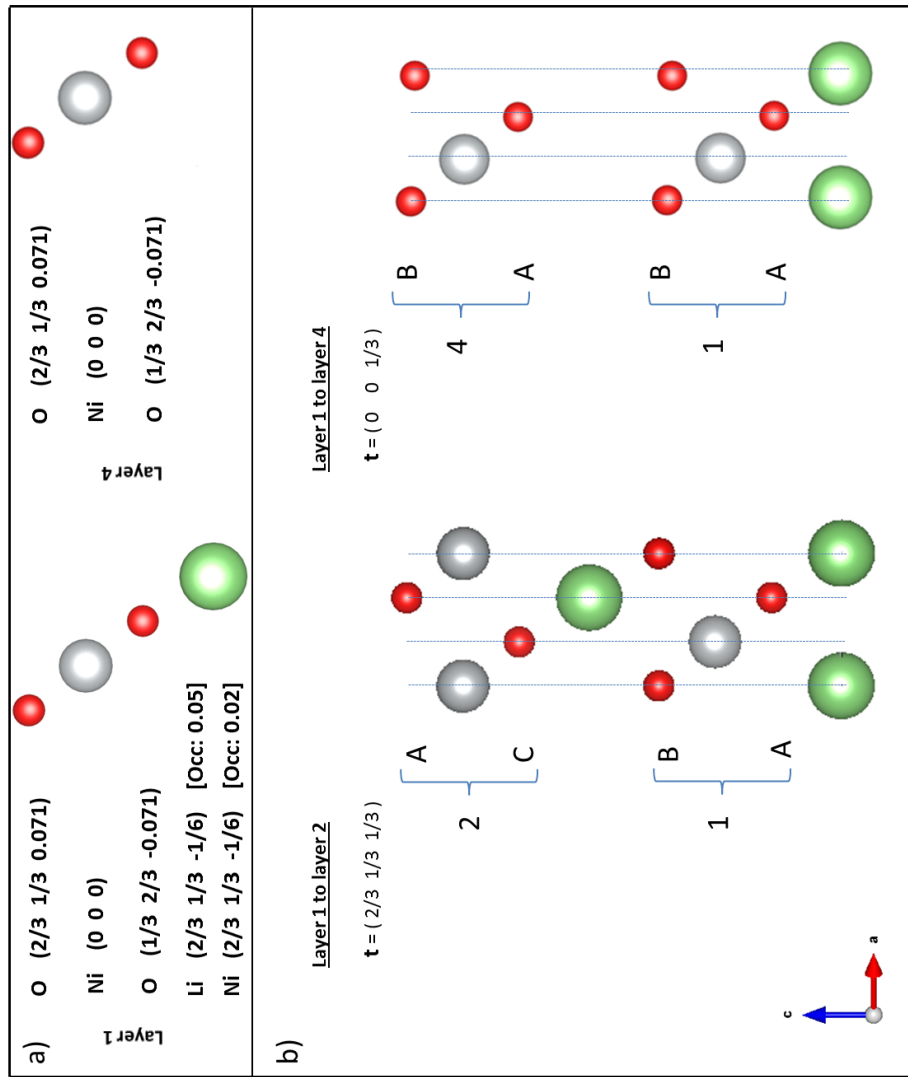 a)
Layer 1
O (2/3 1/3 0.071)
Ni (0 0 0)
O (1/3 2/3 -0.071)
Li (2/3 1/3 -1/6) [Occ: 0.05]
Ni (2/3 1/3 -1/6) [Occ: 0.02]
Layer 4
O (2/3 1/3 0.071)
Ni (0 0 0)
O (1/3 2/3 -0.071)
b)
Layer 1 to layer 2
t = ( 2/3 1/3 1/3 )
2
A
C
1
B
A
Layer 1 to layer 4
t = ( 0 0 1/3 )
4
B
A
1
B
A
c
a